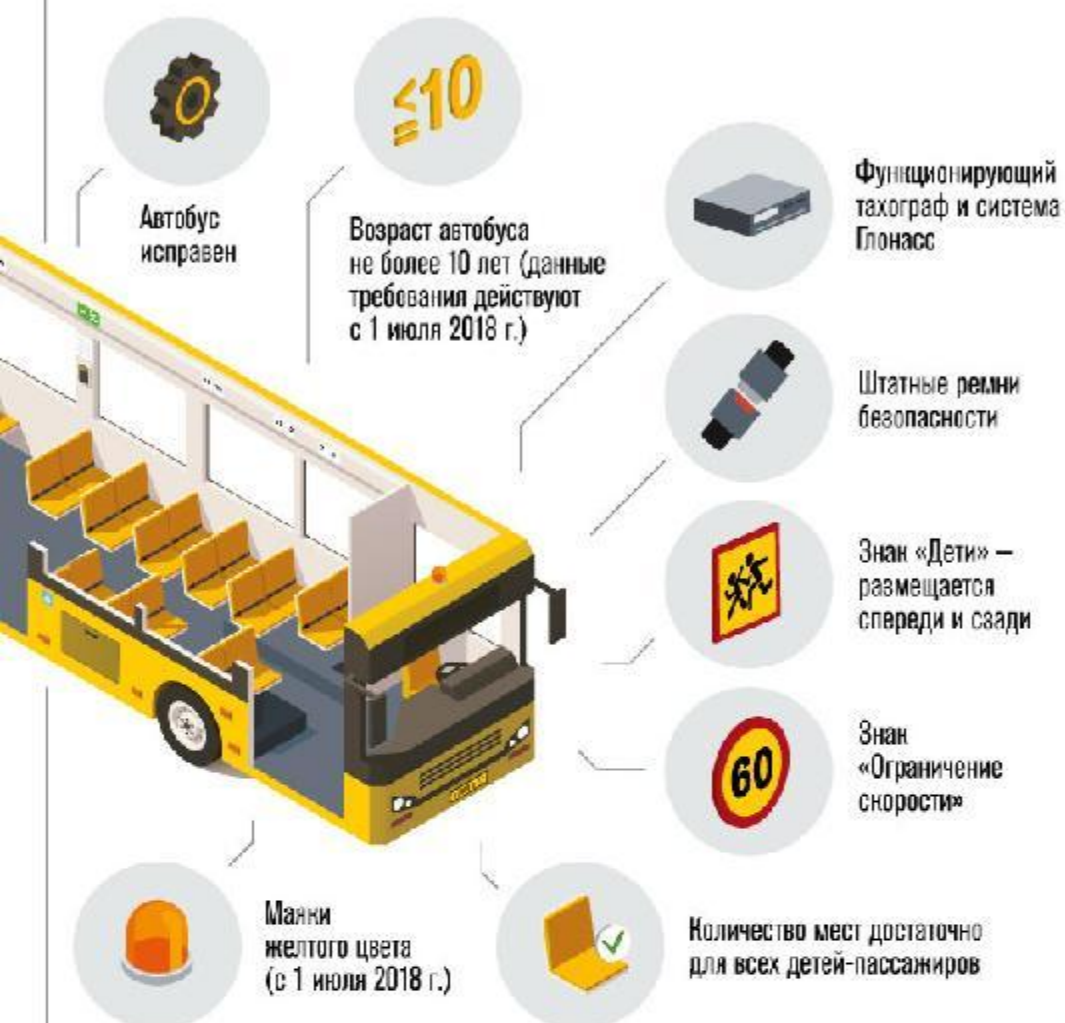 ≤10
Автобус
исправен
Возраст автобуса
не более 10 лет (данные
требования действуют
с 1 июля 2018 г.)
Функционирующий
тахограф и система
Глонасс
Штатные ремни
безопасности
Знак «Дети» –
размещается
спереди и сзади
60
Знак
«Ограничение
скорости»
Маяки
желтого цвета
(с 1 июля 2018 г.)
Количество мест достаточно
для всех детей-пассажиров